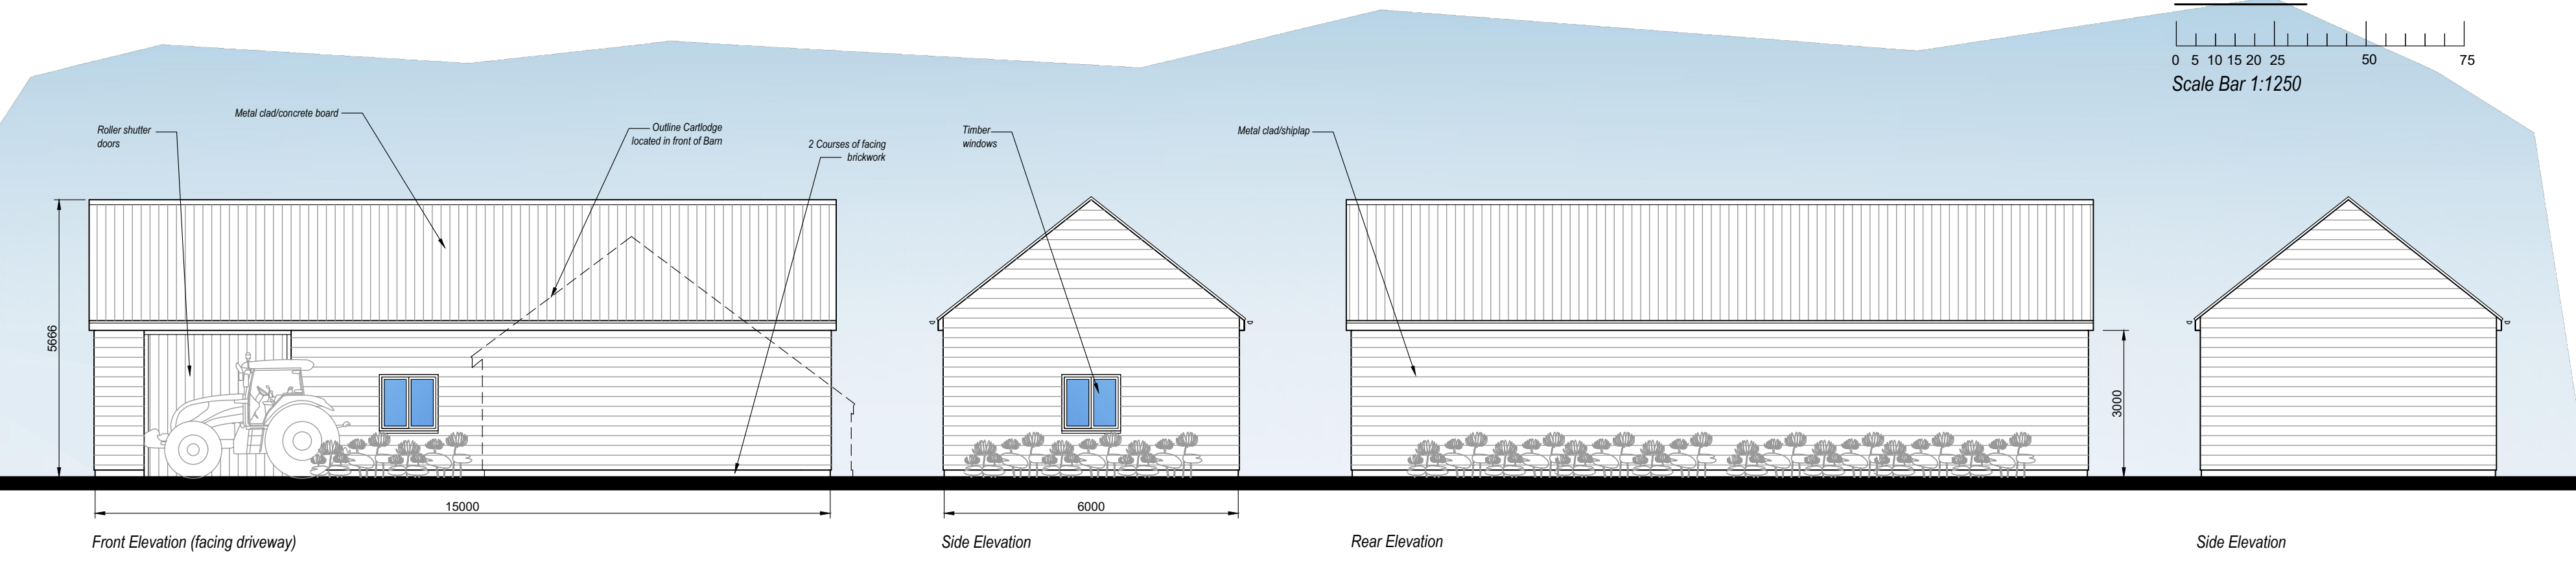 0 5 10 15 20 25 50 75
Scale Bar 1:1250
Metal clad/concrete board
Roller shutter
doors
Outline Cartlodge
located in front of Barn
2 Courses of facing
brickwork
Timber
windows
Metal clad/shiplap
5666
3000
15000
6000
Front Elevation (facing driveway)
Side Elevation
Rear Elevation
Side Elevation